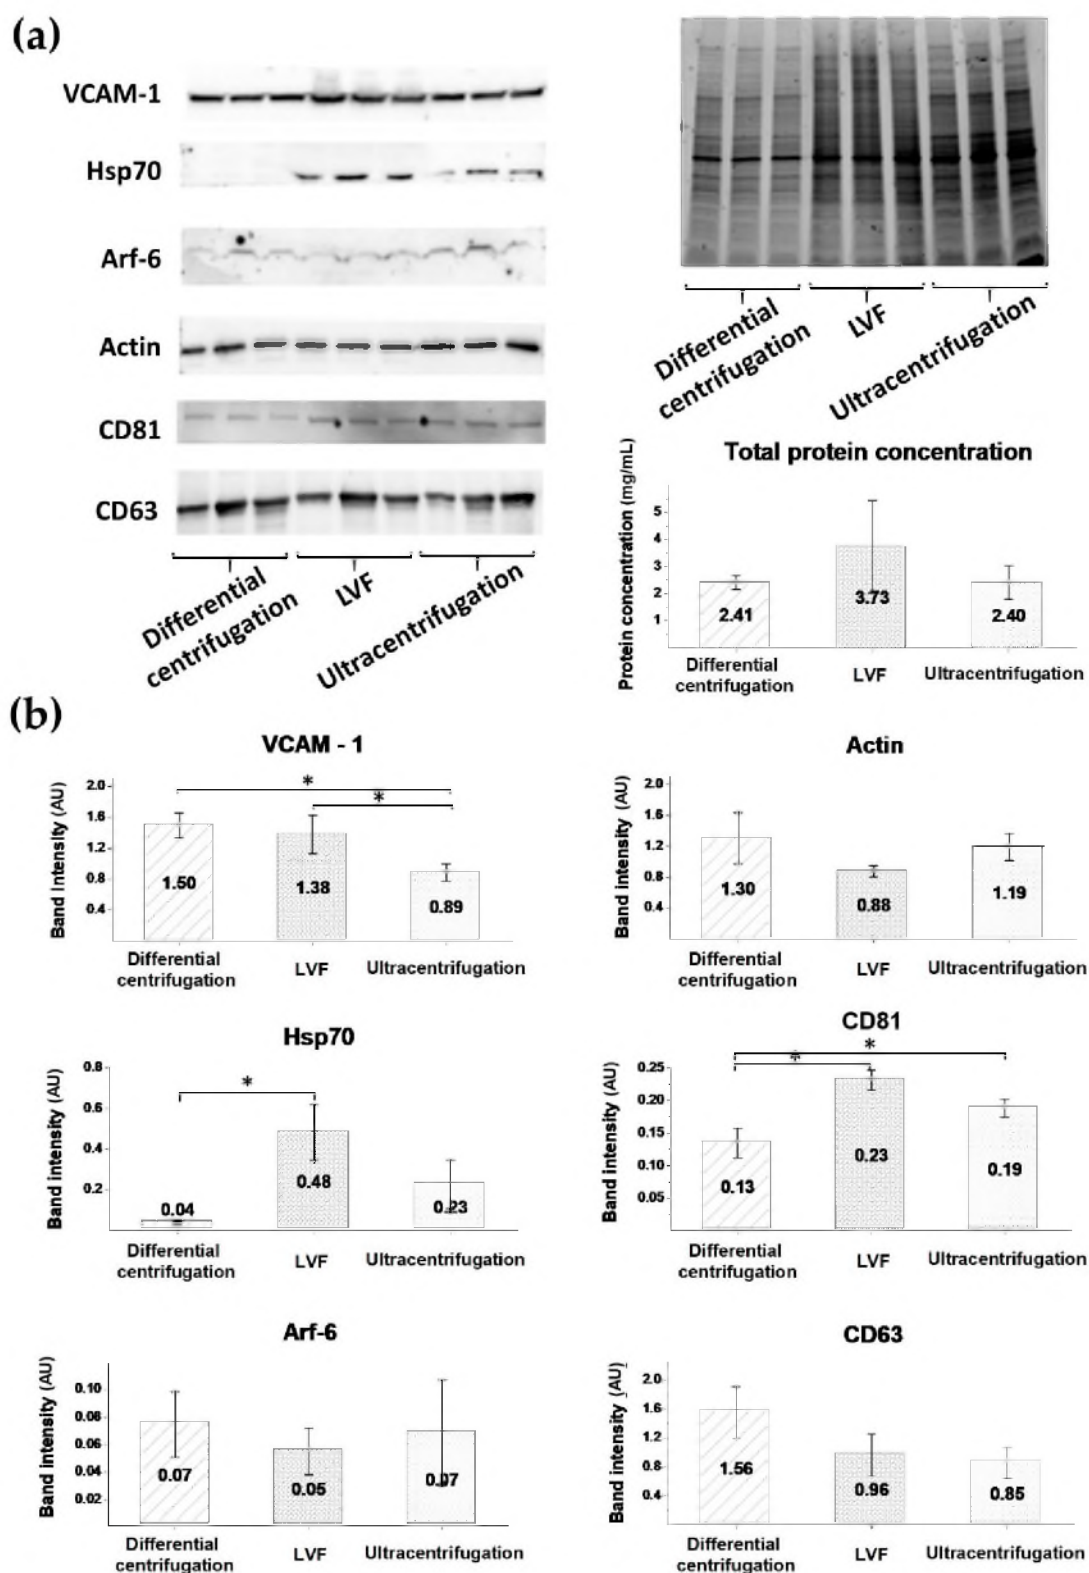 (a)
VCAM-1
Hsp70
Arf-6
Actin
CD81
CD63
Differential
centrifugation
LVF
Ultracentrifugation
Differential
centrifugation
LVF
Ultracentrifugation
Total protein concentration
Protein concentration (mg/mL)
5
4
3
2
1
2.41
3.73
2.40
Differential
centrifugation
LVF
Ultracentrifugation
(b)
VCAM - 1
Band Intensity (AU)
2.0
1.6
1.2
0.8
0.4
*
*
1.50
1.38
0.89
Differential
centrifugation
LVF
Ultracentrifugation
Actin
Band intensity (AU)
2.0
1.6
1.2
0.8
0.4
1.30
0.88
1.19
Differential
centrifugation
LVF
Ultracentrifugation
Hsp70
Band intensity (AU)
0.8
0.6
0.4
0.2
*
0.04
0.48
0.23
Differential
centrifugation
LVF
Ultracentrifugation
CD81
Band intensity (AU)
0.25
0.20
0.15
0.10
0.05
*
*
0.13
0.23
0.19
Differential
centrifugation
LVF
Ultracentrifugation
Arf-6
Band intensity (AU)
0.10
0.08
0.06
0.04
0.02
0.07
0.05
0.07
Differential
centrifugation
LVF
Ultracentrifugation
CD63
Band intensity (AU)
2.0
1.6
1.2
0.8
0.4
1.56
0.96
0.85
Differential
centrifugation
LVF
Ultracentrifugation